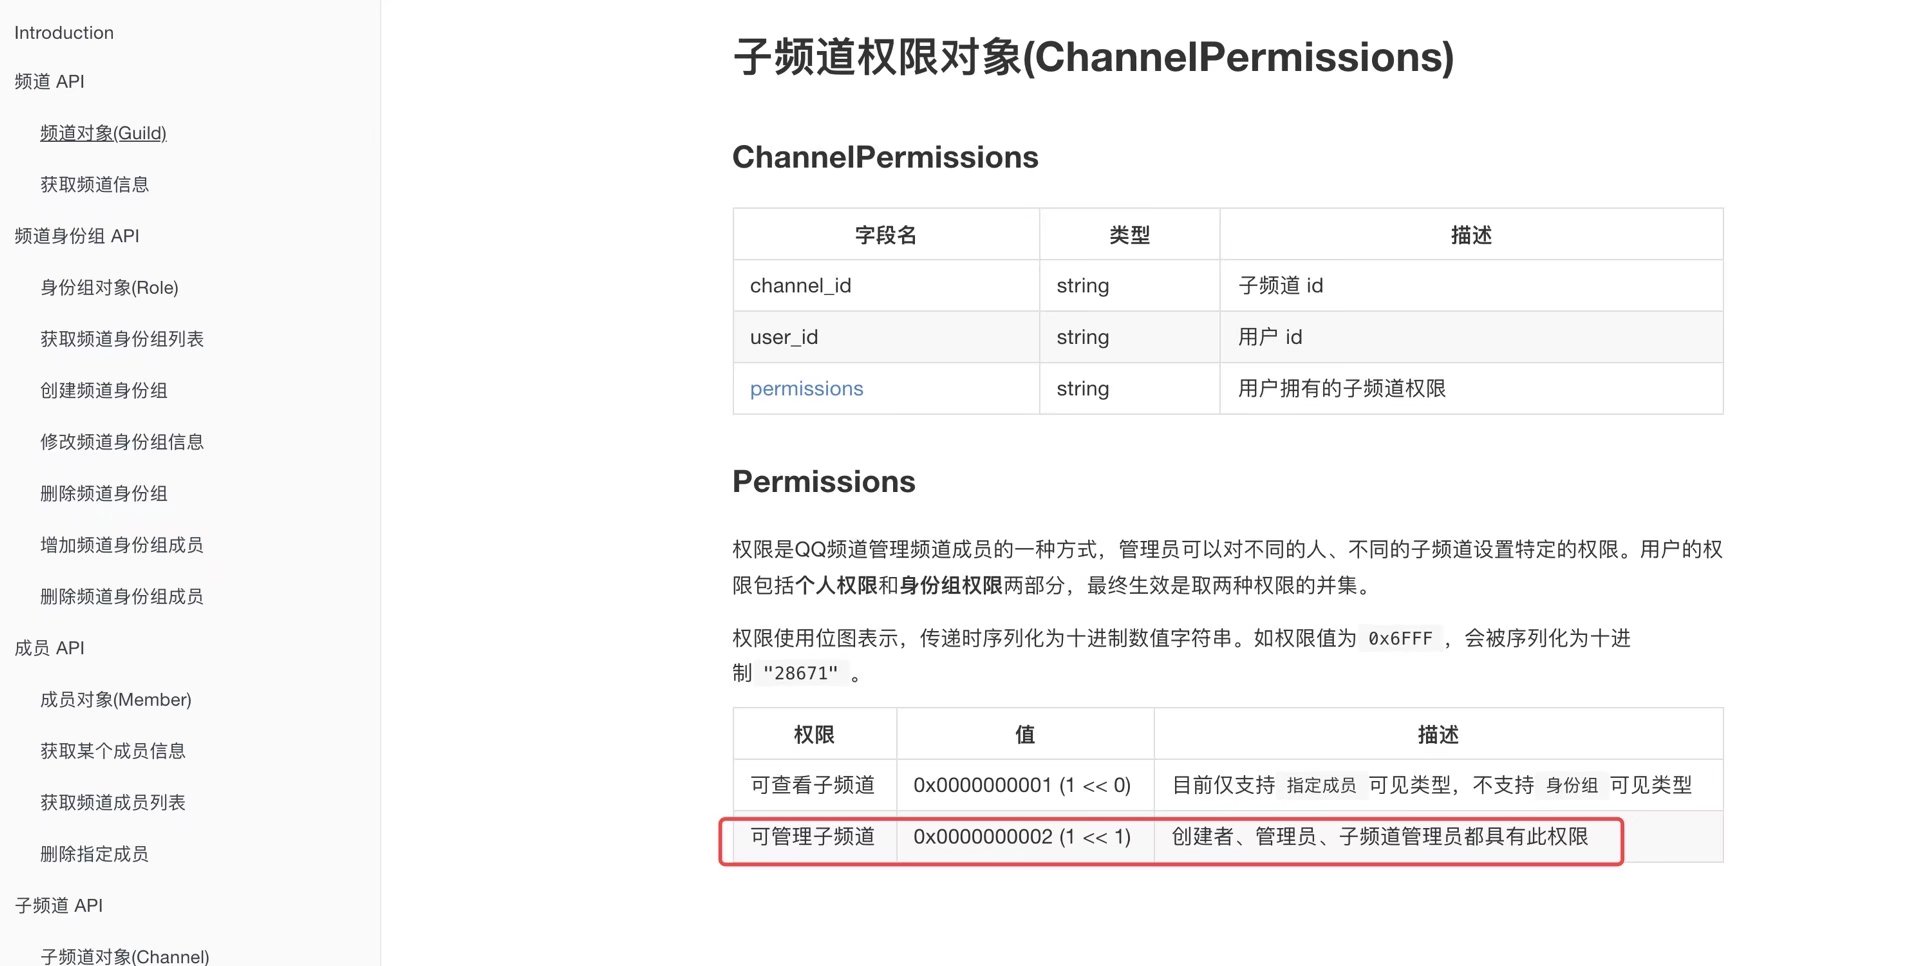 Introduction
频道 API
频道对象(Guild)
获取频道信息
频道身份组 API
身份组对象(Role)
获取频道身份组列表
创建频道身份组
修改频道身份组信息
删除频道身份组
增加频道身份组成员
删除频道身份组成员
成员 API
成员对象(Member)
获取某个成员信息
获取频道成员列表
删除指定成员
子频道 API
子频道对象(Channel)
子频道权限对象(ChannelPermissions)
ChannelPermissions
字段名 类型 描述
channel_id string 子频道 id
user_id string 用户 id
permissions string 用户拥有的子频道权限
Permissions
权限是QQ频道管理频道成员的一种方式，管理员可以对不同的人、不同的子频道设置特定的权限。用户的权
限包括个人权限和身份组权限两部分，最终生效是取两种权限的并集。
权限使用位图表示，传递时序列化为十进制数值字符串。如权限值为 0x6FFF ，会被序列化为十进
制 "28671" 。
权限 值 描述
可查看子频道 0x0000000001 (1 << 0) 目前仅支持 指定成员 可见类型，不支持 身份组 可见类型
可管理子频道 0x0000000002 (1 << 1) 创建者、管理员、子频道管理员都具有此权限